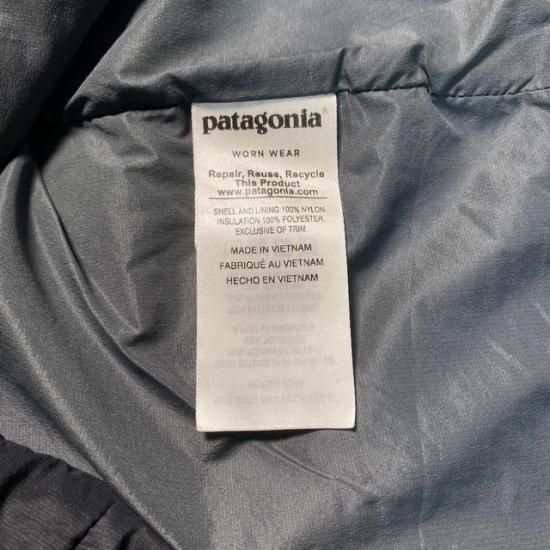 patagonia®
WORN WEAR
Repair, Reuse, Recycle
This Product
www.patagonia.com
SHELL AND LINING 100% NYLON
INSULATION 100% POLYESTER
EXCLUSIVE OF TRIM
MADE IN VIETNAM
FABRIQUÉ AU VIETNAM
HECHO EN VIETNAM